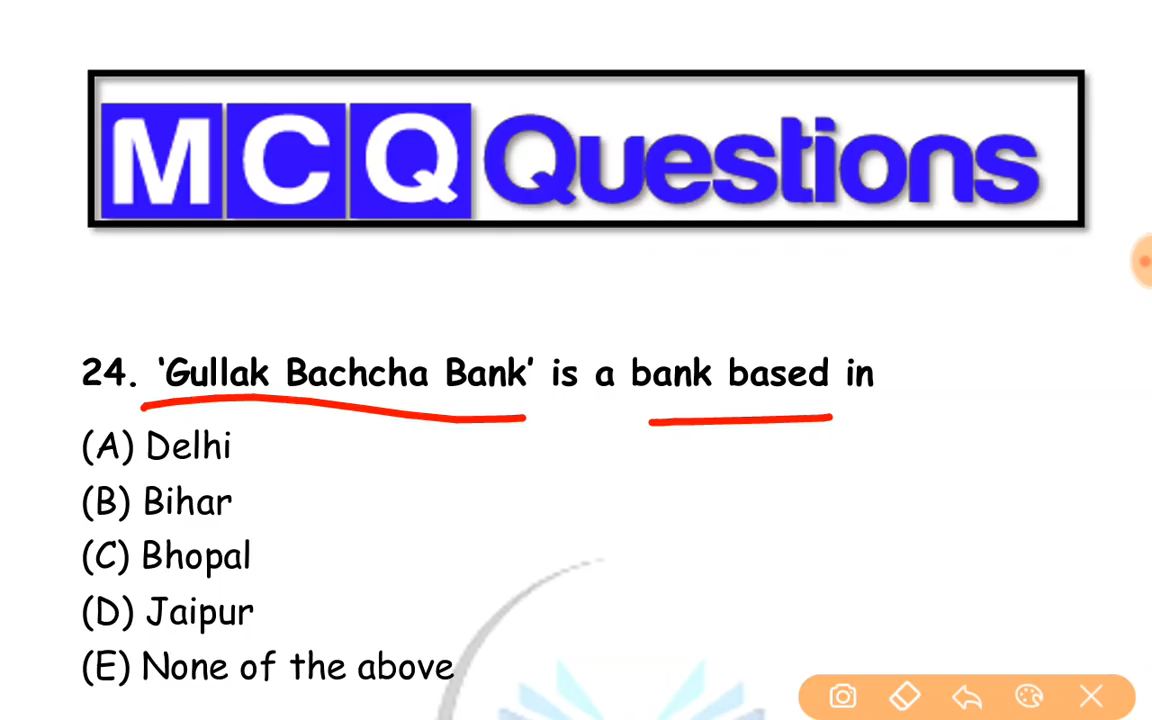 MCQ Questions
24. ‘Gullak Bachcha Bank’ is a bank based in
(A) Delhi
(B) Bihar
(C) Bhopal
(D) Jaipur
(E) None of the above